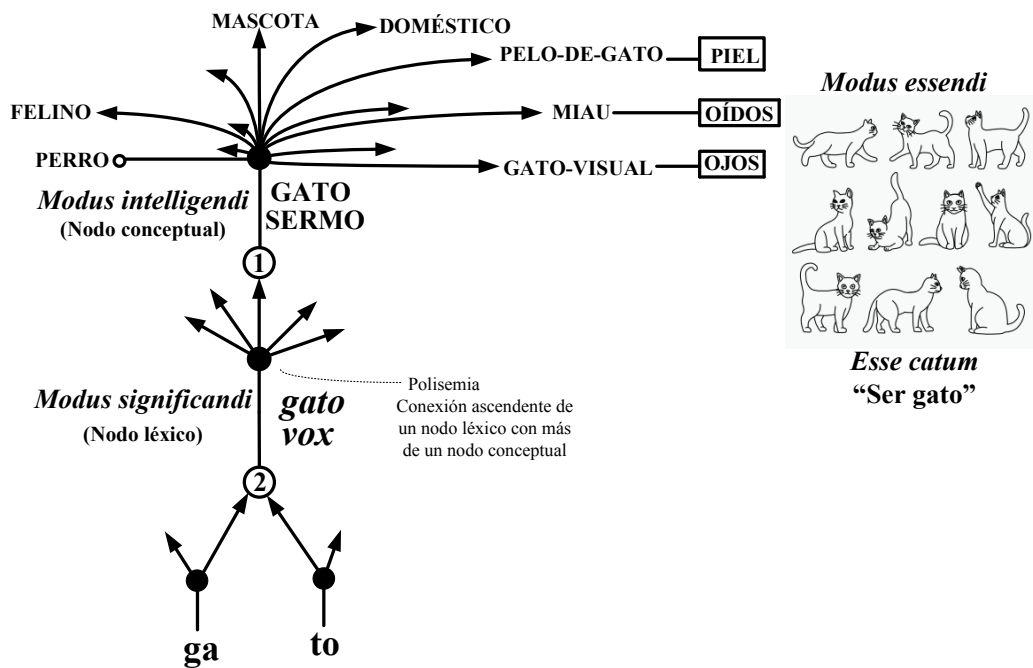 MASCOTA
DOMÉSTICO
PELO-DE-GATO
PIEL
FELINO
MIAU
OÍDOS
PERRO
GATO-VISUAL
OJOS
Modus intelligendi
(Nodo conceptual)
GATO
SERMO
1
Modus significandi
(Nodo léxico)
gato
vox
Polisemia
Conexión ascendente de
un nodo léxico con más
de un nodo conceptual
2
ga
to
Modus essendi
Esse catum
“Ser gato”